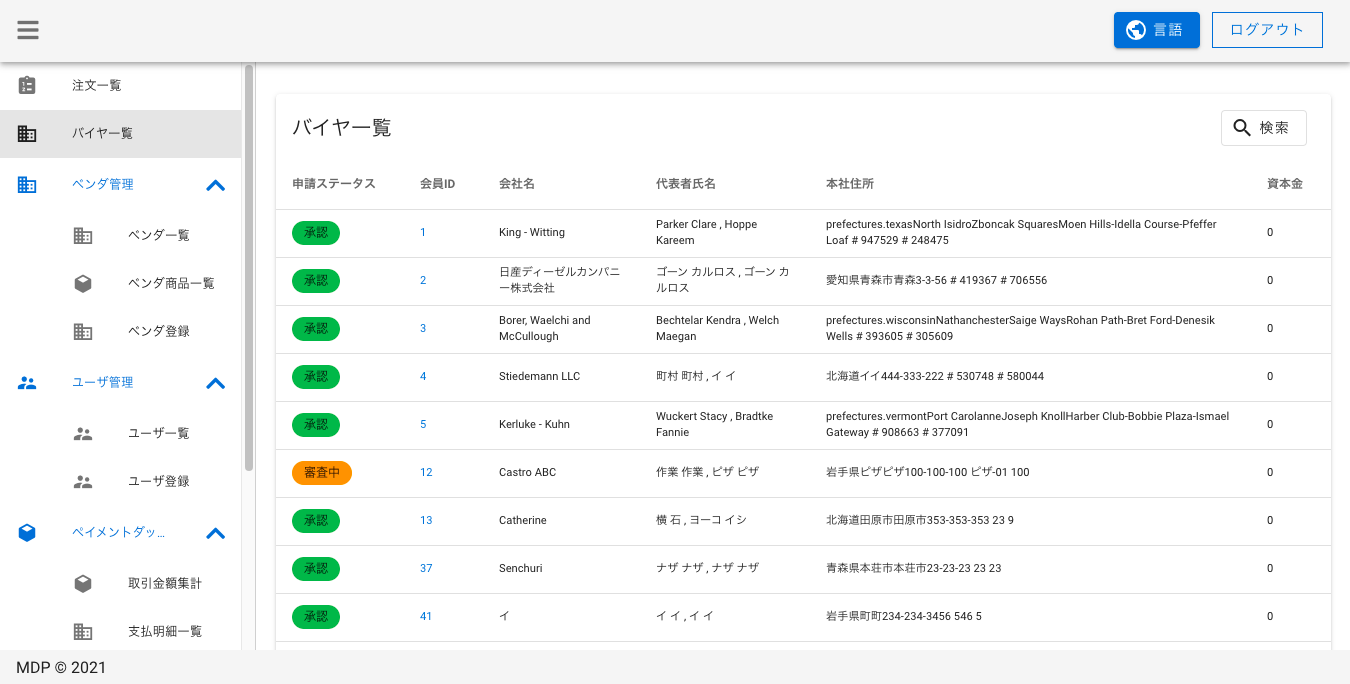 言語
ログアウト
注文一覧
バイヤ一覧
ベンダ管理
ベンダ一覧
ベンダ商品一覧
ベンダ登録
ユーザ管理
ユーザ一覧
ユーザ登録
ペイメントダッ...
取引金額集計
支払明細一覧
バイヤ一覧
検索
申請ステータス 会員ID 会社名 代表者氏名 本社住所 資本金
承認 1 King - Witting Parker Clare , Hoppe Kareem prefectures.texasNorth IsidroZboncak SquaresMoen Hills-Idella Course-Pfeffer Loaf # 947529 # 248475 0
承認 2 日産ディーゼルカンパニー株式会社 ゴーン カルロス , ゴーン カルロス 愛知県青森市青森3-3-56 # 419367 # 706556 0
承認 3 Borer, Waelchi and McCullough Bechtelar Kendra , Welch Maegan prefectures.wisconsinNathanchesterSaige WaysRohan Path-Bret Ford-Denesik Wells # 393605 # 305609 0
承認 4 Stiedemann LLC 町村 町村 , イ イ 北海道イイ444-333-222 # 530748 # 580044 0
承認 5 Kerluke - Kuhn Wuckert Stacy , Bradtke Fannie prefectures.vermontPort CarolanneJoseph KnollHarber Club-Bobbie Plaza-Ismael Gateway # 908663 # 377091 0
審査中 12 Castro ABC 作業 作業 , ピザ ピザ 岩手県ピザピザ100-100-100 ピザ-01 100 0
承認 13 Catherine 横 石 , ヨーコ イシ 北海道田原市田原市353-353-353 23 9 0
承認 37 Senchuri ナザ ナザ , ナザ ナザ 青森県本荘市本荘市23-23-23 23 23 0
承認 41 イ イ イ , イ イ 岩手県町町234-234-3456 546 5 0
MDP © 2021